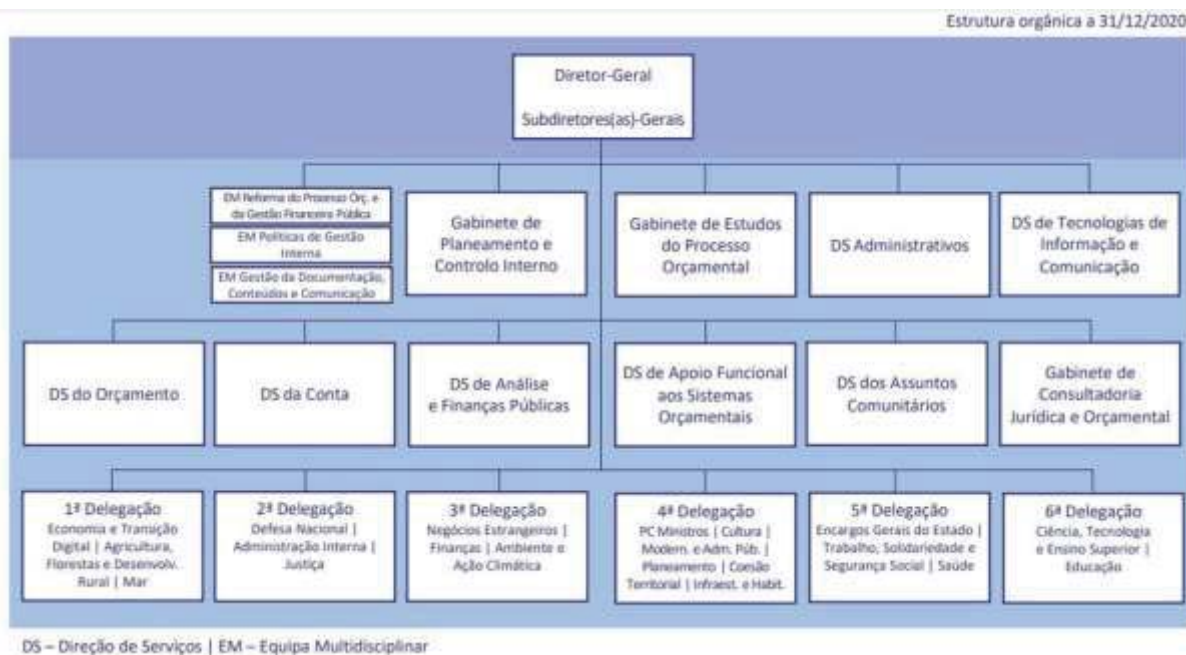 Estrutura orgânica a 31/12/2020
Diretor-Geral
Subdiretores(as)-Gerais
EM Reforma do Processo Orç. e
da Gestão Financeira Pública
EM Políticas de Gestão
Interna
EM Gestão da Documentação,
Conteúdos e Comunicação
Gabinete de
Planeamento e
Controlo Interno
Gabinete de Estudos
do Processo
Orçamental
DS Administrativos
DS de Tecnologias de
Informação e
Comunicação
DS do Orçamento
DS da Conta
DS de Análise
e Finanças Públicas
DS de Apoio Funcional
aos Sistemas
Orçamentais
DS dos Assuntos
Comunitários
Gabinete de
Consultadoria
Jurídica e Orçamental
1ª Delegação
Economia e Transição
Digital | Agricultura,
Florestas e Desenvolv.
Rural | Mar
2ª Delegação
Defesa Nacional |
Administração Interna |
Justiça
3ª Delegação
Negócios Estrangeiros |
Finanças | Ambiente e
Ação Climática
4ª Delegação
PC Ministros | Cultura |
Modern. e Adm. Púb. |
Planeamento | Coesão
Territorial | Infraest. e Habit.
5ª Delegação
Encargos Gerais do Estado |
Trabalho, Solidariedade e
Segurança Social | Saúde
6ª Delegação
Ciência, Tecnologia
e Ensino Superior |
Educação
DS – Direção de Serviços | EM – Equipa Multidisciplinar